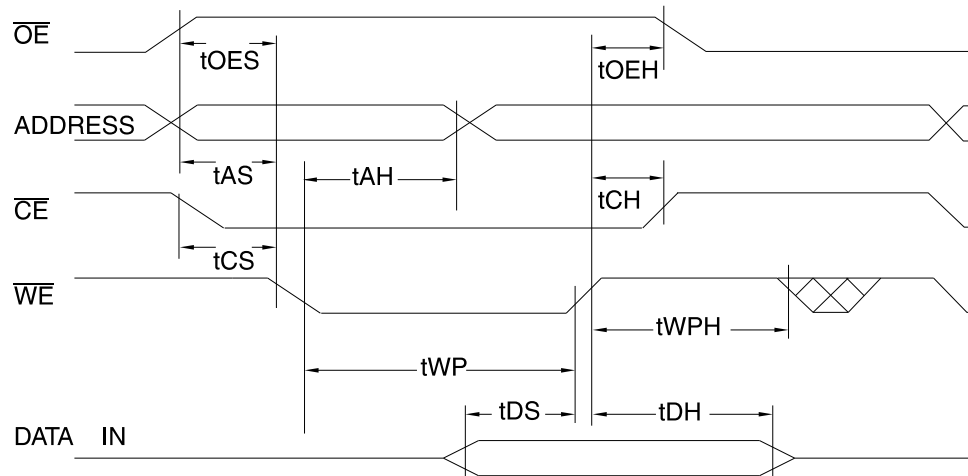 OE
tOES
tOEH
ADDRESS
tAS
tAH
tCH
CE
tCS
WE
tWPH
tWP
tDS
tDH
DATA IN